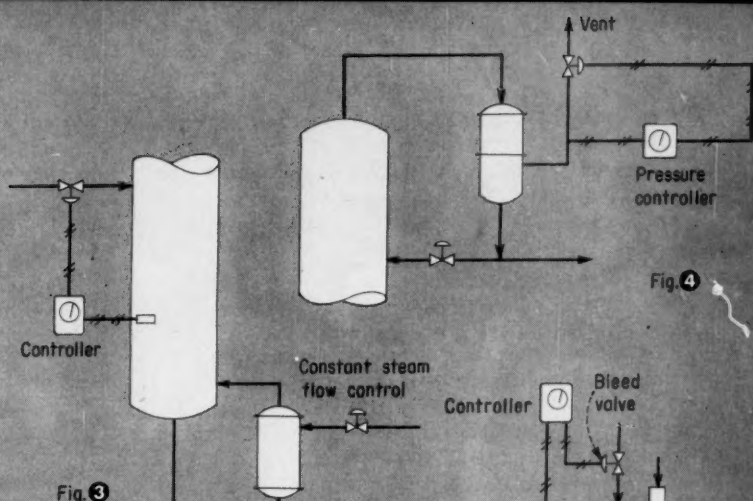 Vent
Pressure
controller
Fig. 4
Controller
Constant steam
flow control
Controller
Bleed
valve
Fig. 3